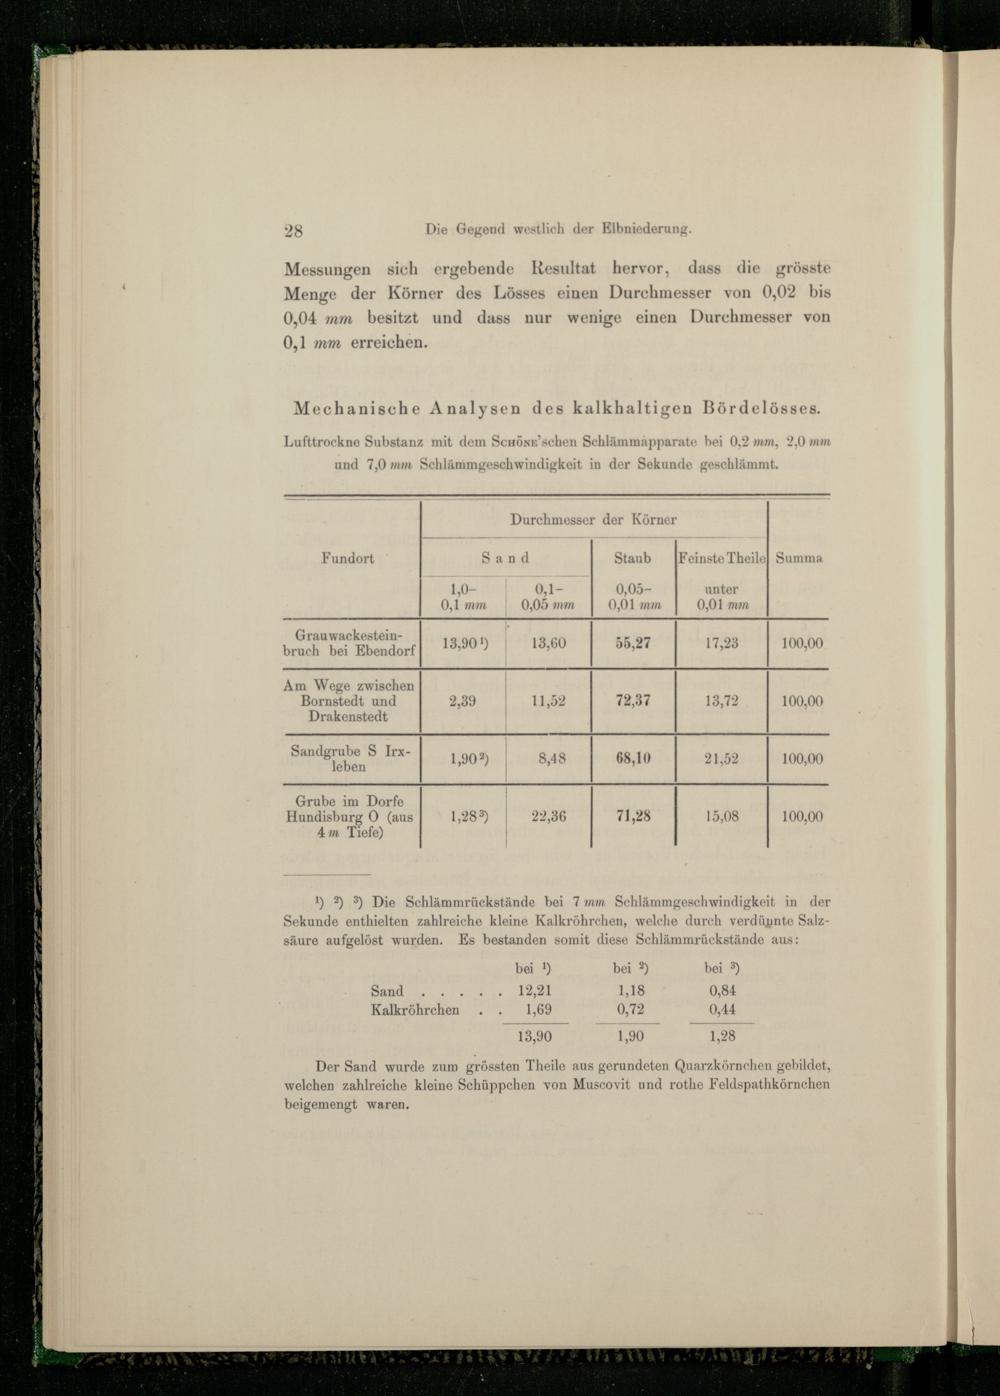 28 Die Gegend westlich der Elbniederung.
Messungen sich ergebende Resultat hervor, dass die grösste
Menge der Körner des Lösses einen Durchmesser von 0,02 bis
0,04 mm besitzt und dass nur wenige einen Durchmesser von
0,1 mm erreichen.
Mechanische Analysen des kalkhaltigen Bördelösses.
Lufttrockne Substanz mit dem Schöne'schen Schlämmapparate bei 0,2 mm, 2,0 mm
und 7,0 mm Schlämmgeschwindigkeit in der Sekunde geschlämmt.
Durchmesser der Körner
Fundort Sand Staub Feinste Theile Summa
1,0– 0,1– 0,05– unter
0,1 mm 0,05 mm 0,01 mm 0,01 mm
Grauwackestein-
bruch bei Ebendorf 13,90 ¹) 13,60 55,27 17,23 100,00
Am Wege zwischen
Bornstedt und 2,39 11,52 72,37 13,72 100,00
Drakenstedt
Sandgrube S Irx-
leben 1,90 ²) 8,48 68,10 21,52 100,00
Grube im Dorfe
Hundisburg O (aus 1,28 ³) 22,36 71,28 15,08 100,00
4 m Tiefe)
¹) ²) ³) Die Schlämmrückstände bei 7 mm Schlämmgeschwindigkeit in der
Sekunde enthielten zahlreiche kleine Kalkröhrchen, welche durch verdünnte Salz-
säure aufgelöst wurden. Es bestanden somit diese Schlämmrückstände aus:
bei ¹) bei ²) bei ³)
Sand . . . . . 12,21 1,18 0,84
Kalkröhrchen . . 1,69 0,72 0,44
13,90 1,90 1,28
Der Sand wurde zum grössten Theile aus gerundeten Quarzkörnchen gebildet,
welchen zahlreiche kleine Schüppchen von Muscovit und rothe Feldspathkörnchen
beigemengt waren.